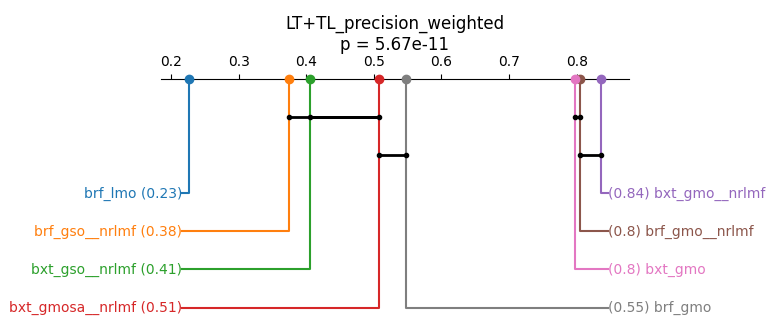 LT+TL_precision_weighted
p = 5.67e-11
0.2 0.3 0.4 0.5 0.6 0.7 0.8
brf_lmo (0.23) (0.84) bxt_gmo__nrlmf
brf_gso__nrlmf (0.38) (0.8) brf_gmo__nrlmf
bxt_gso__nrlmf (0.41) (0.8) bxt_gmo
bxt_gmosa__nrlmf (0.51) (0.55) brf_gmo